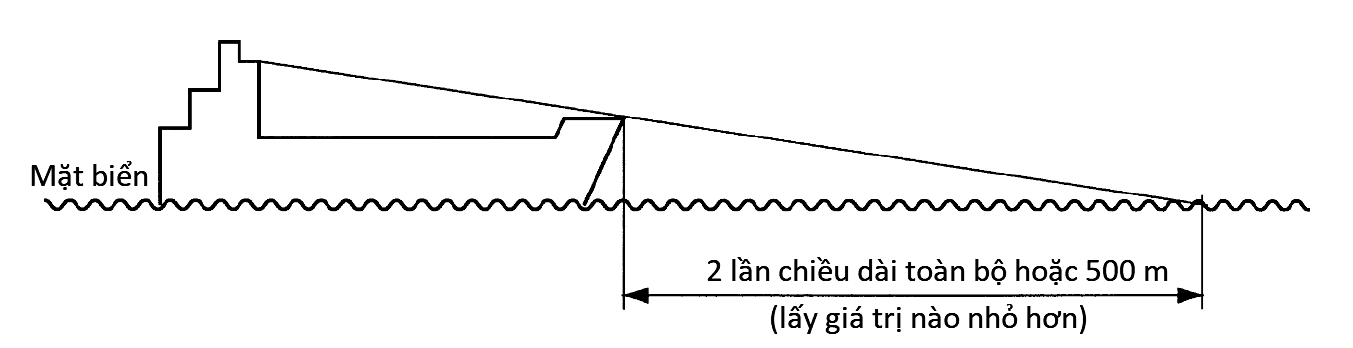 Mặt biển
2 lần chiều dài toàn bộ hoặc 500 m
(lấy giá trị nào nhỏ hơn)